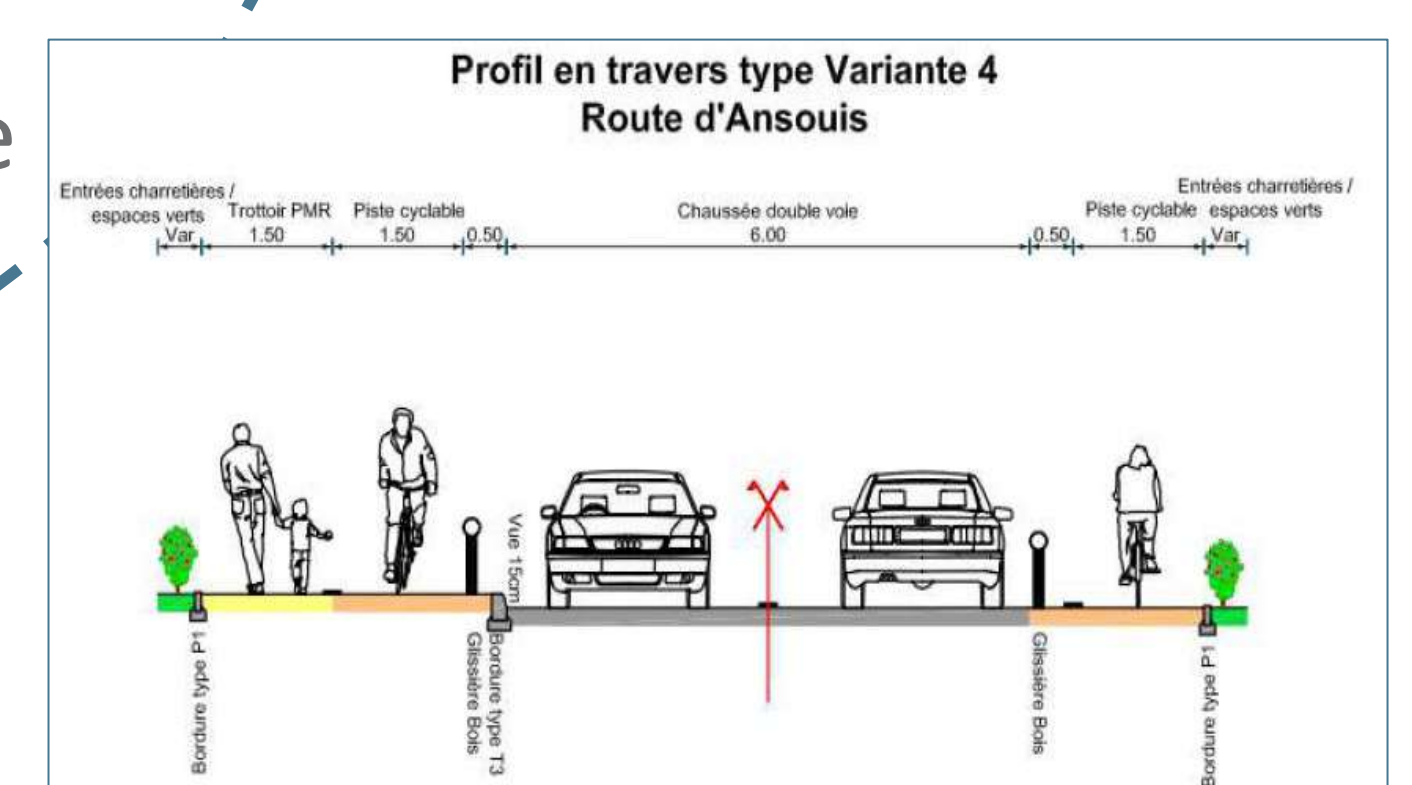 Profil en travers type Variante 4
Route d'Ansouis
e
Entrées charretières /
espaces verts
Trottoir PMR
Piste cyclable
Chaussée double voie
Piste cyclable
Entrées charretières /
espaces verts
Var
1.50
1.50
0.50
6.00
0.50
1.50
Var
Vue 15cm
Bordure type P1
Glissière Bois
Bordure type T3
Glissière Bois
Bordure type P1